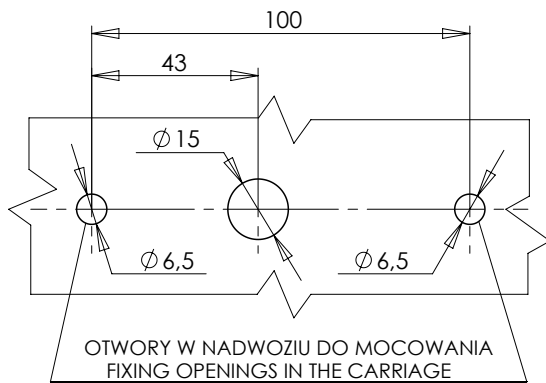 100
43
∅ 15
∅ 6,5
∅ 6,5
OTWORY W NADWOZIU DO MOCOWANIA
FIXING OPENINGS IN THE CARRIAGE